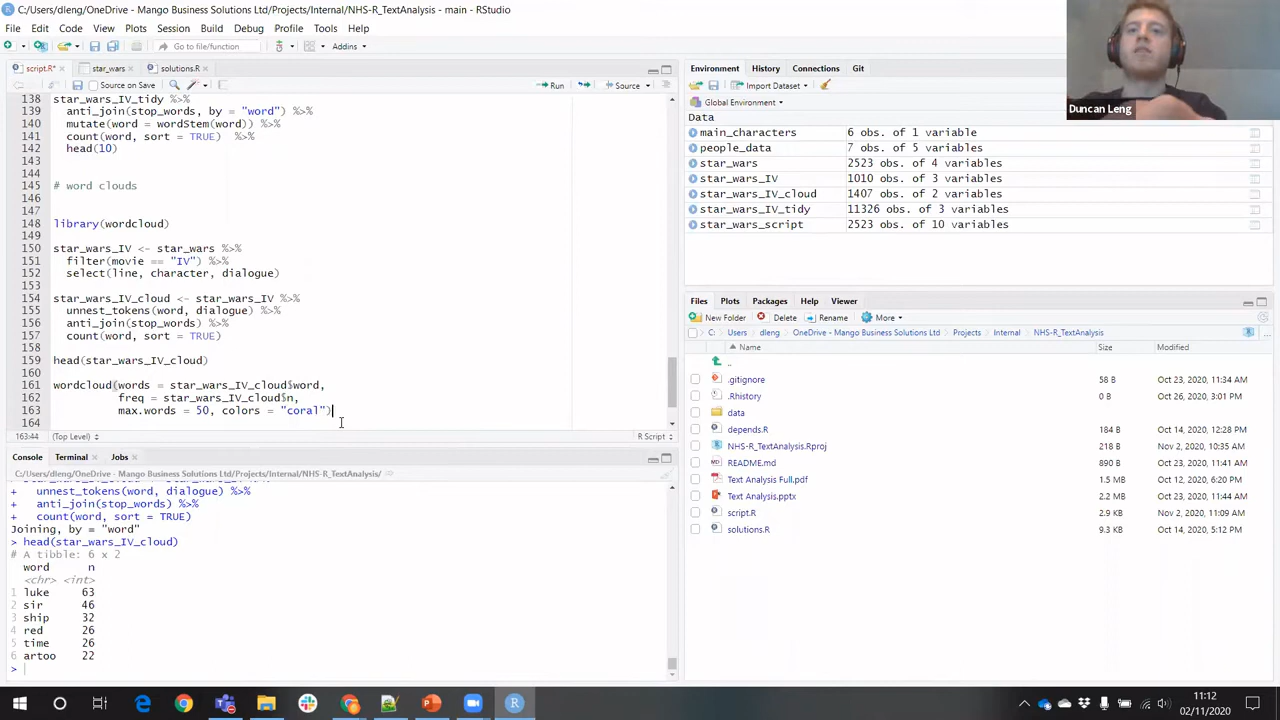 C:/Users/dleng/OneDrive - Mango Business Solutions Ltd/Projects/Internal/NHS-R_TextAnalysis - main - RStudio
File Edit Code View Plots Session Build Debug Profile Tools Help
Go to file/function Addins
script.R* × star_wars × solutions.R ×
Source on Save Run Source
138 star_wars_IV_tidy %>%
139 anti_join(stop_words, by = "word") %>%
140 mutate(word = wordStem(word)) %>%
141 count(word, sort = TRUE) %>%
142 head(10)
143
144
145 # word clouds
146
147
148 library(wordcloud)
149
150 star_wars_IV <- star_wars %>%
151 filter(movie == "IV") %>%
152 select(line, character, dialogue)
153
154 star_wars_IV_cloud <- star_wars_IV %>%
155 unnest_tokens(word, dialogue) %>%
156 anti_join(stop_words) %>%
157 count(word, sort = TRUE)
158
159 head(star_wars_IV_cloud)
160
161 wordcloud(words = star_wars_IV_cloud$word,
162 freq = star_wars_IV_cloud$n,
163 max.words = 50, colors = "coral")
164
163:44 (Top Level) R Script
Console Terminal × Jobs ×
C:/Users/dleng/OneDrive - Mango Business Solutions Ltd/Projects/Internal/NHS-R_TextAnalysis/
+ unnest_tokens(word, dialogue) %>%
+ anti_join(stop_words) %>%
+ count(word, sort = TRUE)
Joining, by = "word"
> head(star_wars_IV_cloud)
# A tibble: 6 x 2
word n
<chr> <int>
1 luke 63
2 sir 46
3 ship 32
4 red 26
5 time 26
6 artoo 22
>
Environment History Connections Git
Import Dataset
Global Environment
Data
main_characters 6 obs. of 1 variable
people_data 7 obs. of 5 variables
star_wars 2523 obs. of 4 variables
star_wars_IV 1010 obs. of 3 variables
star_wars_IV_cloud 1407 obs. of 2 variables
star_wars_IV_tidy 11326 obs. of 3 variables
star_wars_script 2523 obs. of 10 variables
Duncan Leng
Files Plots Packages Help Viewer
New Folder Delete Rename More
C: Users dleng OneDrive - Mango Business Solutions Ltd Projects Internal NHS-R_TextAnalysis ...
Name Size Modified
..
.gitignore 58 B Oct 23, 2020, 11:34 AM
.Rhistory 0 B Oct 26, 2020, 3:01 PM
data
depends.R 184 B Oct 14, 2020, 12:28 PM
NHS-R_TextAnalysis.Rproj 218 B Nov 2, 2020, 10:35 AM
README.md 890 B Oct 23, 2020, 11:41 AM
Text Analysis Full.pdf 1.5 MB Oct 12, 2020, 6:20 PM
Text Analysis.pptx 2.2 MB Oct 23, 2020, 11:44 AM
script.R 2.9 KB Nov 2, 2020, 11:09 AM
solutions.R 9.3 KB Oct 14, 2020, 5:12 PM
11:12
02/11/2020